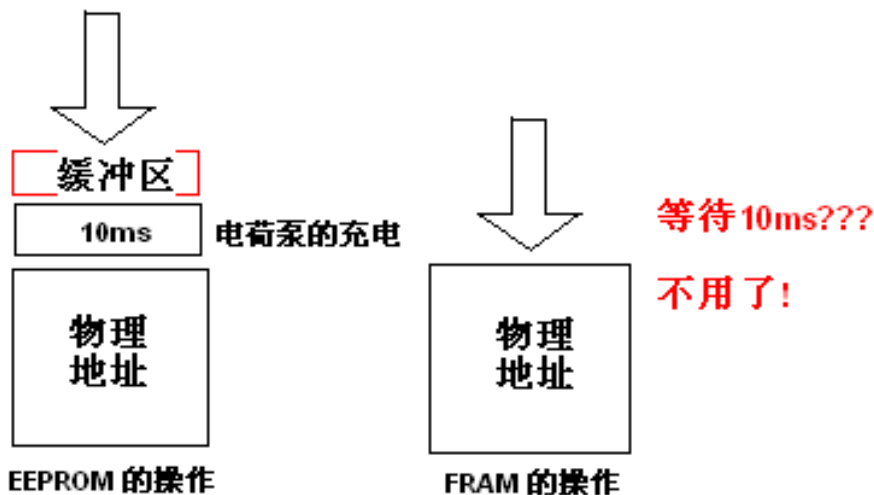 缓冲区
10ms
电荷泵的充电
物理
地址
EEPROM 的操作
物理
地址
FRAM 的操作
等待10ms???
不用了!